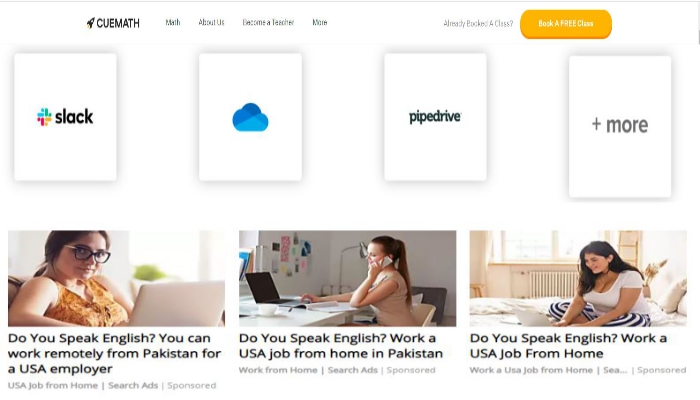 CUEMATH
Math
About Us
Become a Teacher
More
Already Booked A Class?
Book A FREE Class
slack
pipedrive
+ more
Do You Speak English? You can
work remotely from Pakistan for
a USA employer
USA Job from Home | Search Ads | Sponsored
Do You Speak English? Work a
USA job from home in Pakistan
Work from Home | Search Ads | Sponsored
Do You Speak English? Work a
USA Job From Home
Work a Usa Job from Home | Sea... | Sponsored